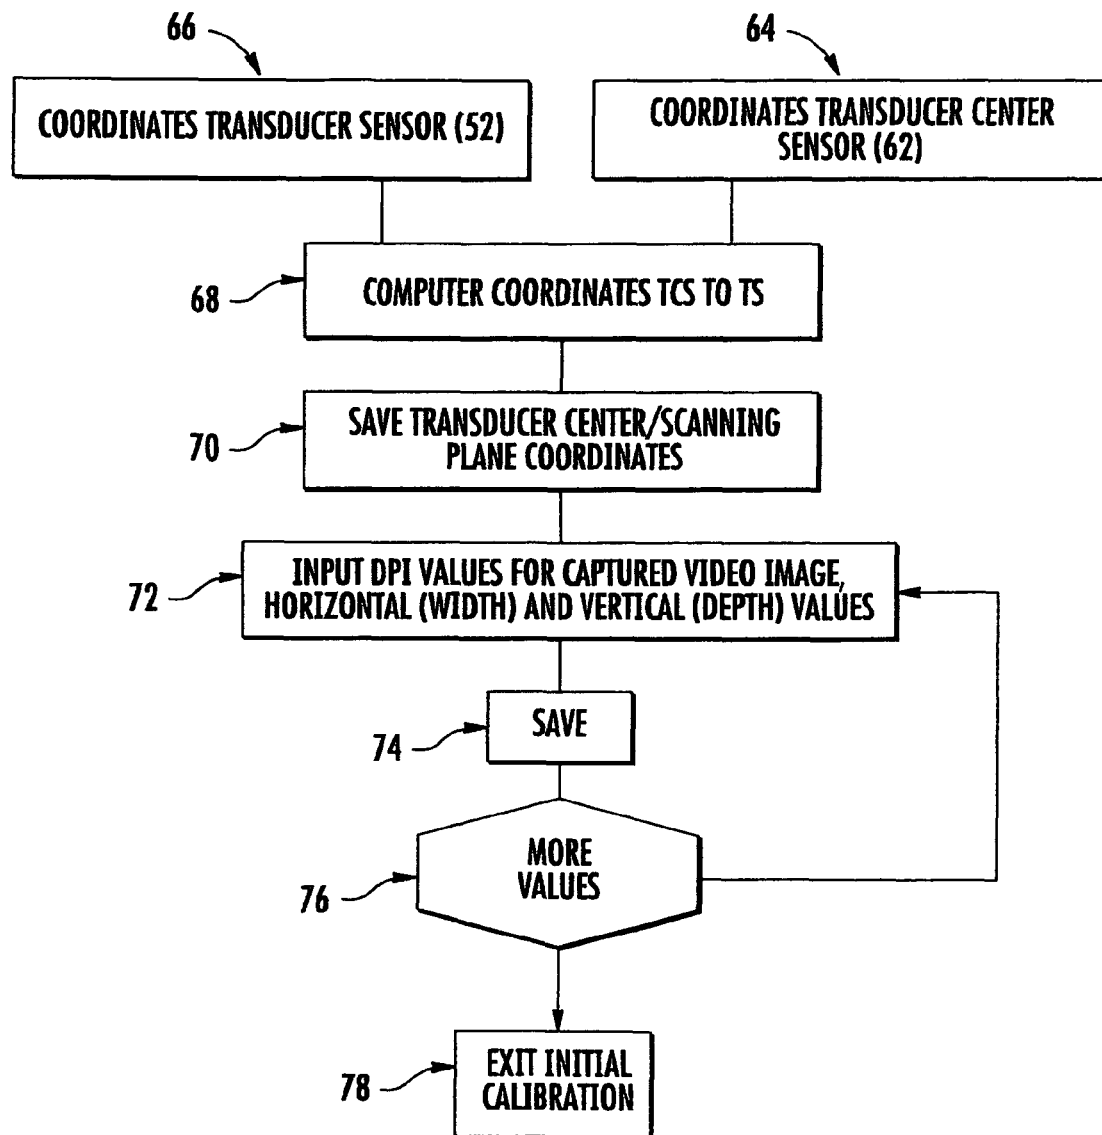 66
64
COORDINATES TRANSDUCER SENSOR (52)
COORDINATES TRANSDUCER CENTER
SENSOR (62)
68
COMPUTER COORDINATES TCS TO TS
70
SAVE TRANSDUCER CENTER/SCANNING
PLANE COORDINATES
72
INPUT DPI VALUES FOR CAPTURED VIDEO IMAGE,
HORIZONTAL (WIDTH) AND VERTICAL (DEPTH) VALUES
74
SAVE
76
MORE
VALUES
78
EXIT INITIAL
CALIBRATION